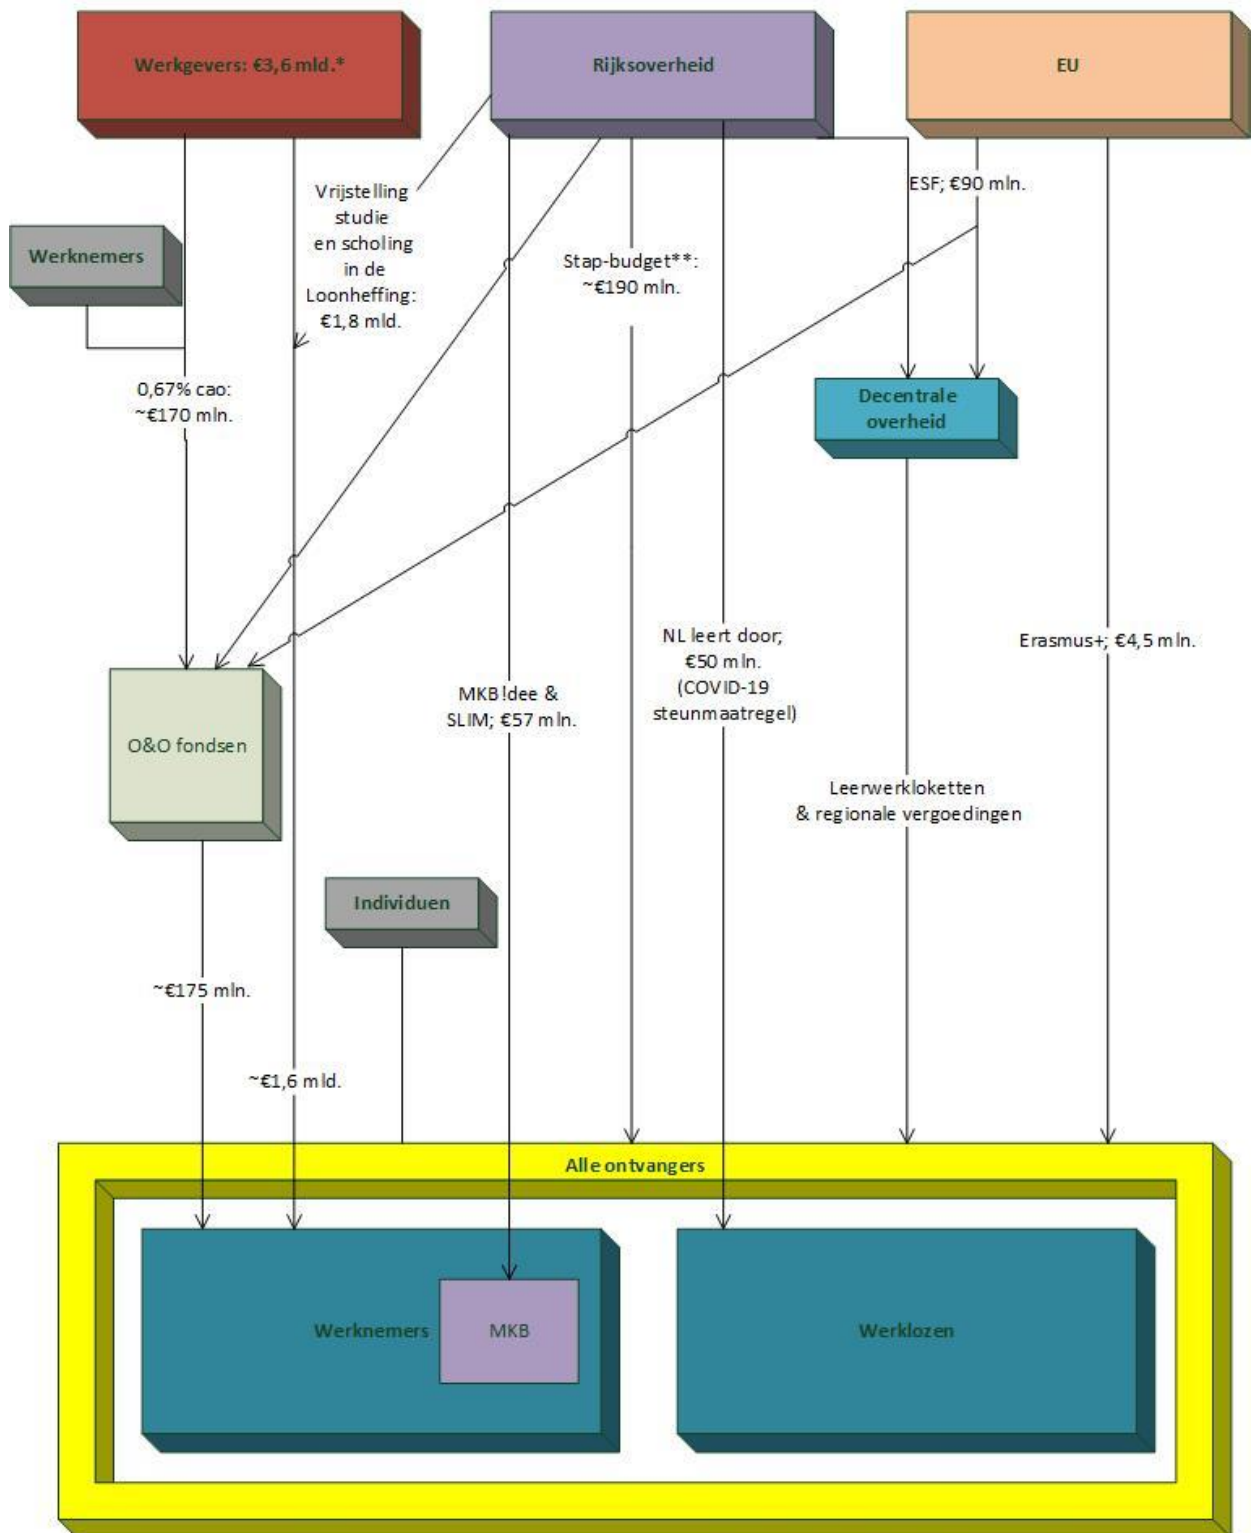 Werkgevers: €3,6 mld.*
Rijksoverheid
EU
ESF; €90 mln.
Vrijstelling
studie
en scholing
in de
Loonheffing:
€1,8 mld.
Werknemers
Stap-budget**:
~€190 mln.
0,67% cao:
~€170 mln.
Decentrale
overheid
NL leert door;
€50 mln.
(COVID-19
steunmaatregel)
Erasmus+; €4,5 mln.
MKB!dee &
SLIM; €57 mln.
O&O fondsen
Leerwerkloketten
& regionale vergoedingen
Individuen
~€175 mln.
~€1,6 mld.
Alle ontvangers
Werknemers
MKB
Werklozen